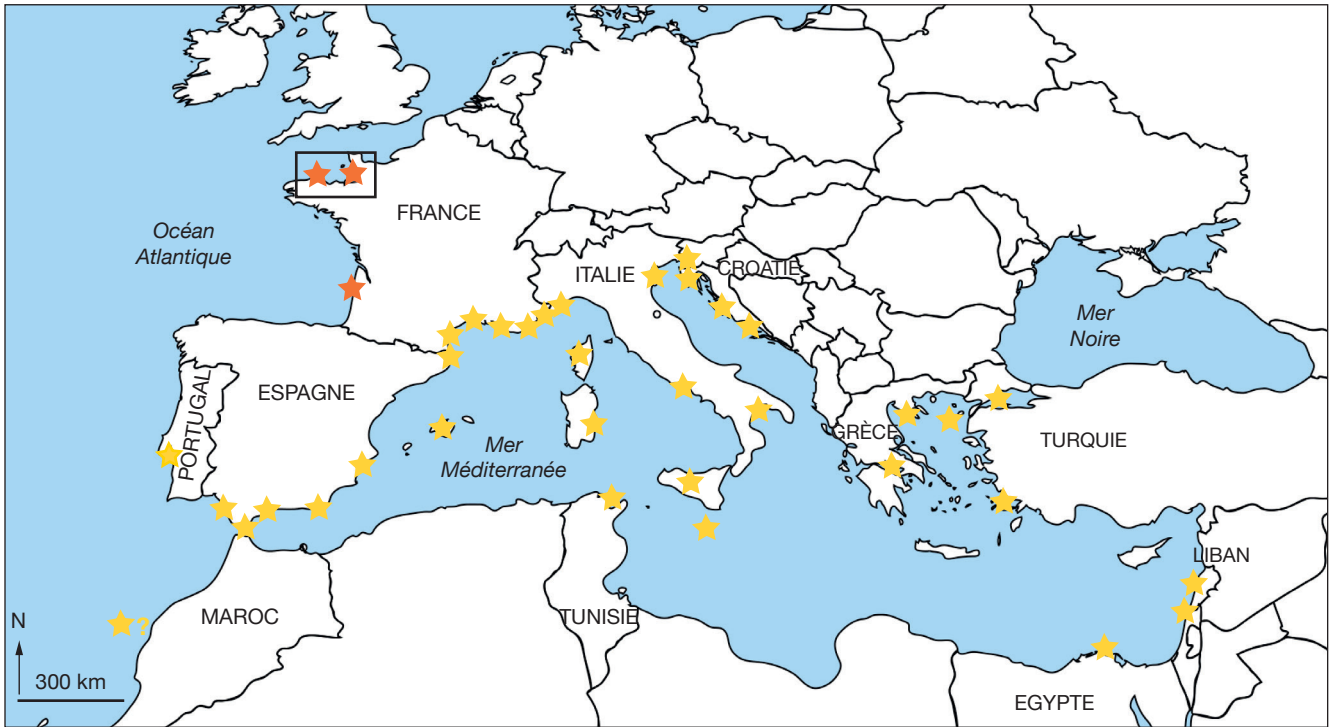 FRANCE
Océan
Atlantique
ITALIE
CROATIE
Mer
Noire
PORTUGAL
ESPAGNE
Mer
Méditerranée
GRÈCE
TURQUIE
LIBAN
?
MAROC
TUNISIE
N
300 km
EGYPTE